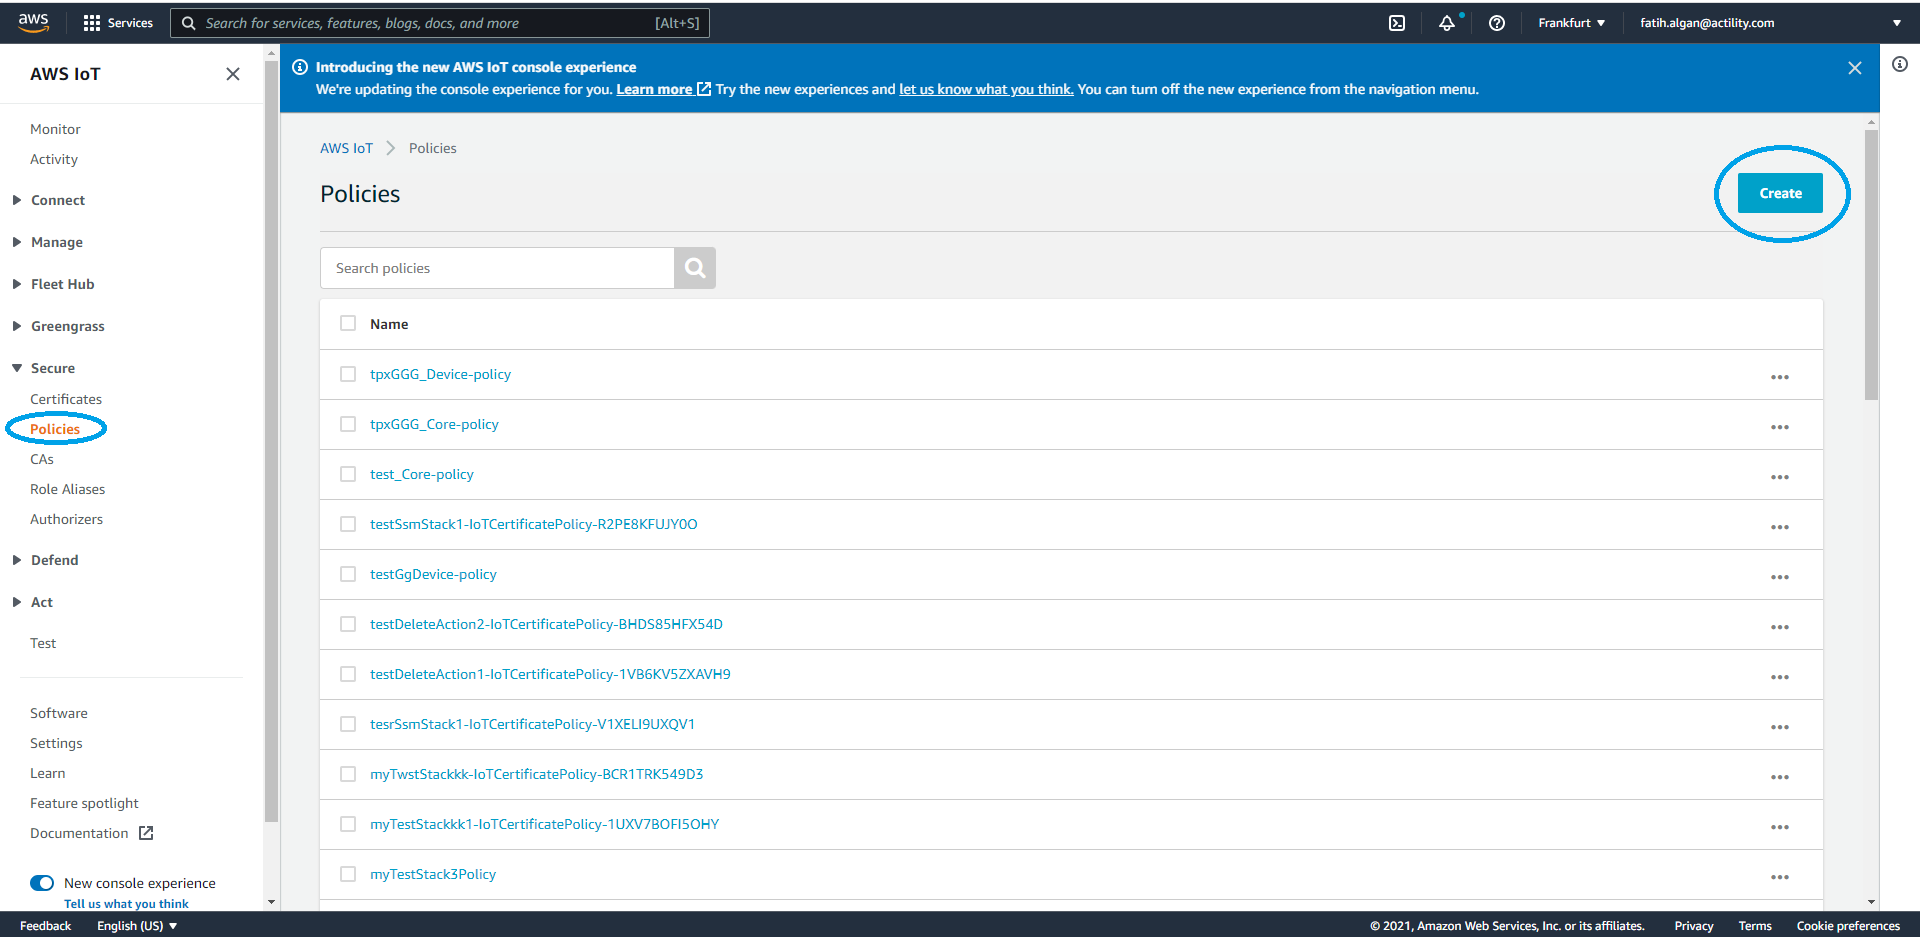 aws
Services
Search for services, features, blogs, docs, and more [Alt+S]
Frankfurt
fatih.algan@actility.com
AWS IoT
Monitor
Activity
Connect
Manage
Fleet Hub
Greengrass
Secure
Certificates
Policies
CAs
Role Aliases
Authorizers
Defend
Act
Test
Software
Settings
Learn
Feature spotlight
Documentation
New console experience
Tell us what you think
Introducing the new AWS IoT console experience
We're updating the console experience for you. Learn more Try the new experiences and let us know what you think. You can turn off the new experience from the navigation menu.
AWS IoT Policies
Policies
Create
Search policies
Name
tpxGGG_Device-policy
tpxGGG_Core-policy
test_Core-policy
testSsmStack1-IoTCertificatePolicy-R2PE8KFUJY0O
testGgDevice-policy
testDeleteAction2-IoTCertificatePolicy-BHDS85HFX54D
testDeleteAction1-IoTCertificatePolicy-1VB6KV5ZXAVH9
tesrSsmStack1-IoTCertificatePolicy-V1XELI9UXQV1
myTwstStackkk-IoTCertificatePolicy-BCR1TRK549D3
myTestStackkk1-IoTCertificatePolicy-1UXV7BOFI5OHY
myTestStack3Policy
Feedback
English (US)
© 2021, Amazon Web Services, Inc. or its affiliates.
Privacy
Terms
Cookie preferences